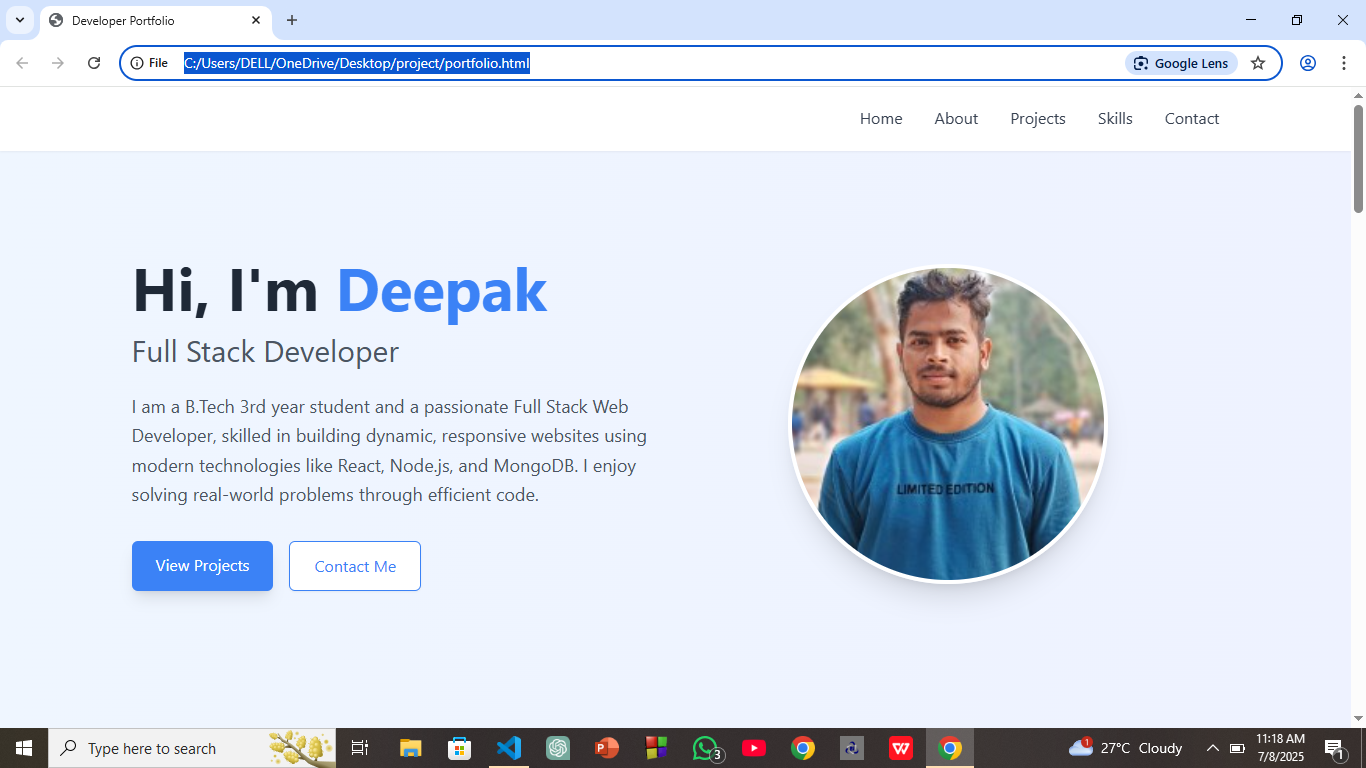 Developer Portfolio
File
C:/Users/DELL/OneDrive/Desktop/project/portfolio.html
Google Lens
Home
About
Projects
Skills
Contact
Hi, I'm Deepak
Full Stack Developer
I am a B.Tech 3rd year student and a passionate Full Stack Web
Developer, skilled in building dynamic, responsive websites using
modern technologies like React, Node.js, and MongoDB. I enjoy
solving real-world problems through efficient code.
View Projects
Contact Me
LIMITED EDITION
Type here to search
3
W
1
27°C Cloudy
11:18 AM
7/8/2025
1